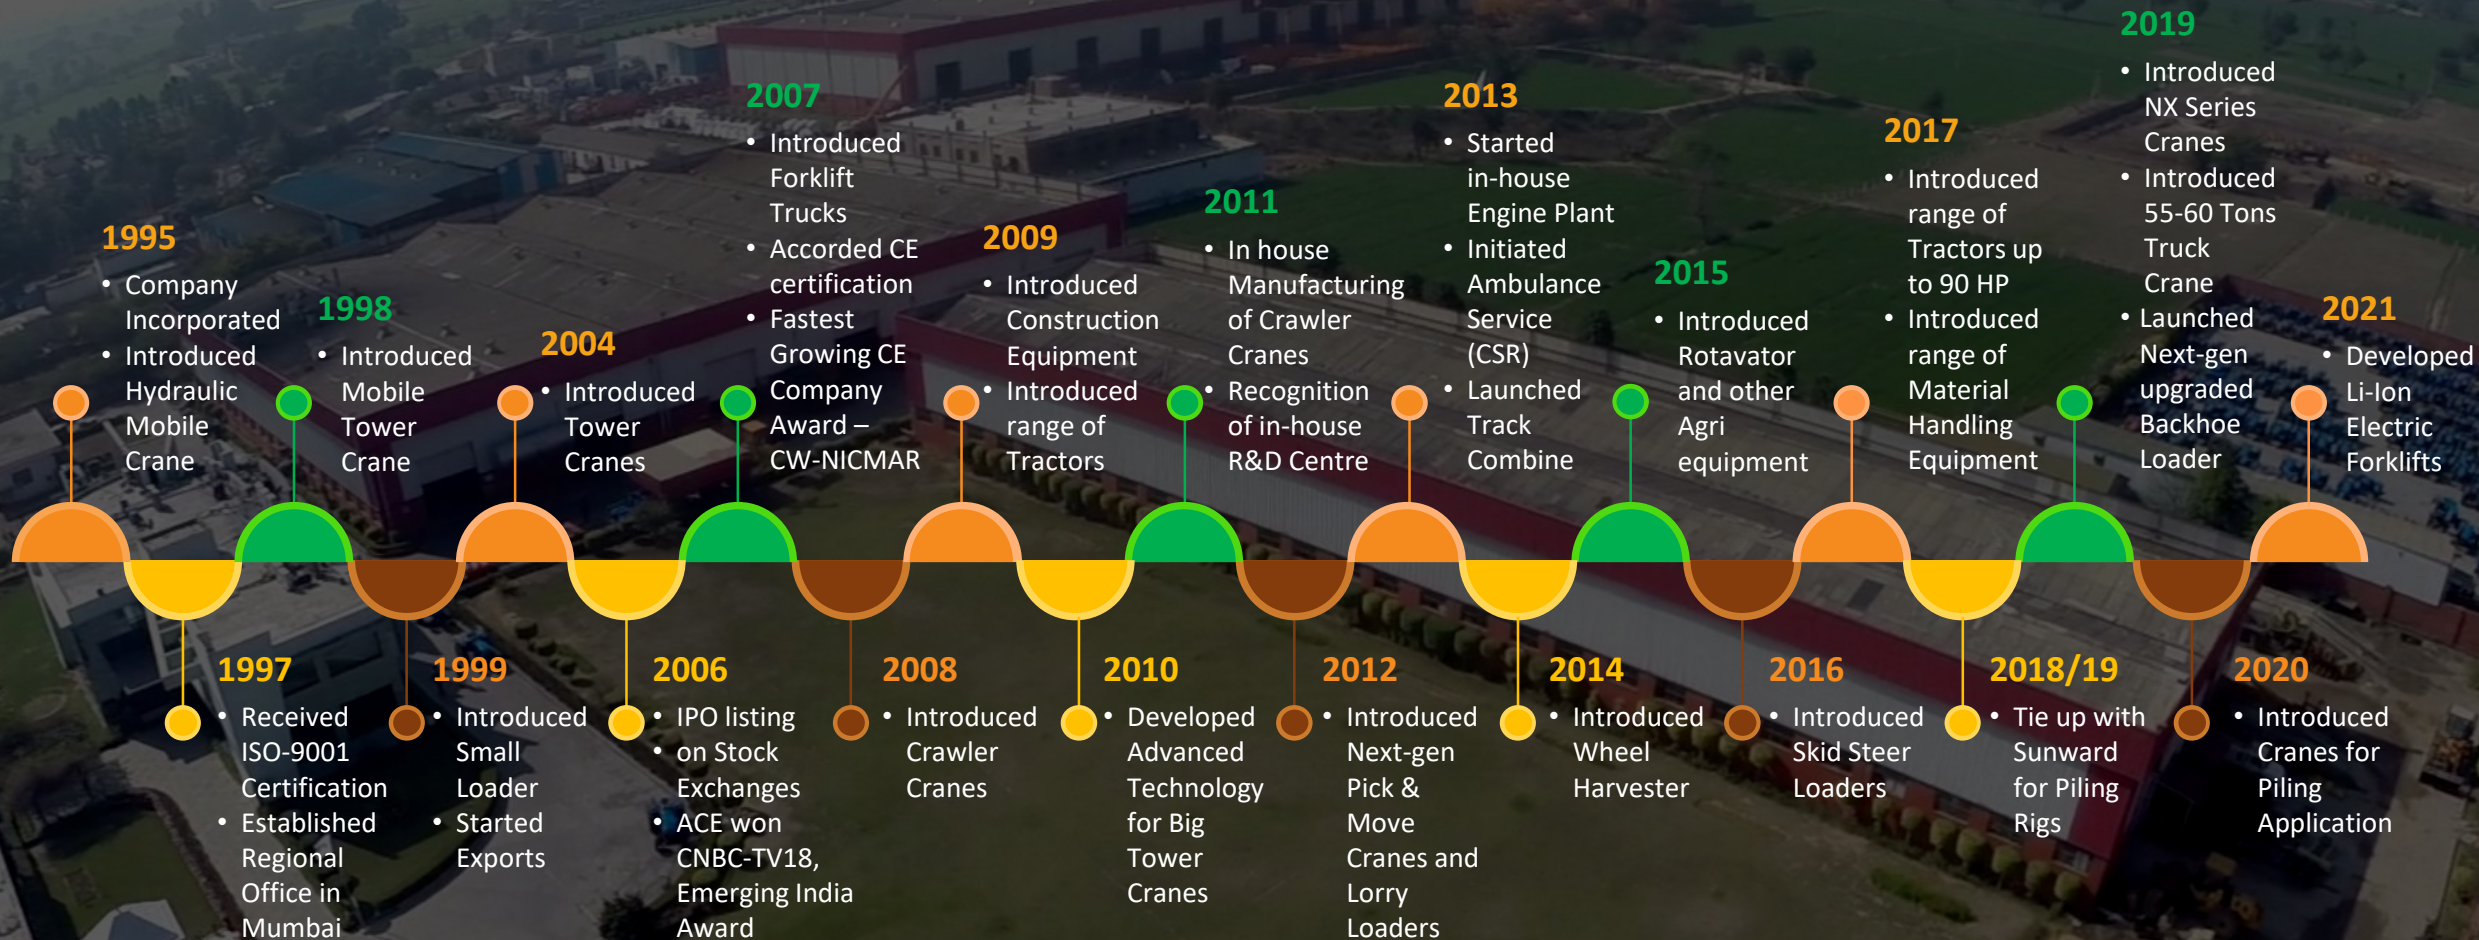 1995
• Company
Incorporated
• Introduced
Hydraulic
Mobile
Crane
1997
• Received
ISO-9001
Certification
• Established
Regional
Office in
Mumbai
1998
• Introduced
Mobile
Tower
Crane
1999
• Introduced
Small
Loader
• Started
Exports
2004
• Introduced
Tower
Cranes
2006
• IPO listing
• on Stock
Exchanges
• ACE won
CNBC-TV18,
Emerging India
Award
2007
• Introduced
Forklift
Trucks
• Accorded CE
certification
• Fastest
Growing CE
Company
Award –
CW-NICMAR
2008
• Introduced
Crawler
Cranes
2009
• Introduced
Construction
Equipment
• Introduced
range of
Tractors
2010
• Developed
Advanced
Technology
for Big
Tower
Cranes
2011
• In house
Manufacturing
of Crawler
Cranes
• Recognition
of in-house
R&D Centre
2012
• Introduced
Next-gen
Pick &
Move
Cranes and
Lorry
Loaders
2013
• Started
in-house
Engine Plant
• Initiated
Ambulance
Service
(CSR)
• Launched
Track
Combine
2014
• Introduced
Wheel
Harvester
2015
• Introduced
Rotavator
and other
Agri
equipment
2016
• Introduced
Skid Steer
Loaders
2017
• Introduced
range of
Tractors up
to 90 HP
• Introduced
range of
Material
Handling
Equipment
2018/19
• Tie up with
Sunward
for Piling
Rigs
2019
• Introduced
NX Series
Cranes
• Introduced
55-60 Tons
Truck
Crane
• Launched
Next-gen
upgraded
Backhoe
Loader
2020
• Introduced
Cranes for
Piling
Application
2021
• Developed
Li-Ion
Electric
Forklifts